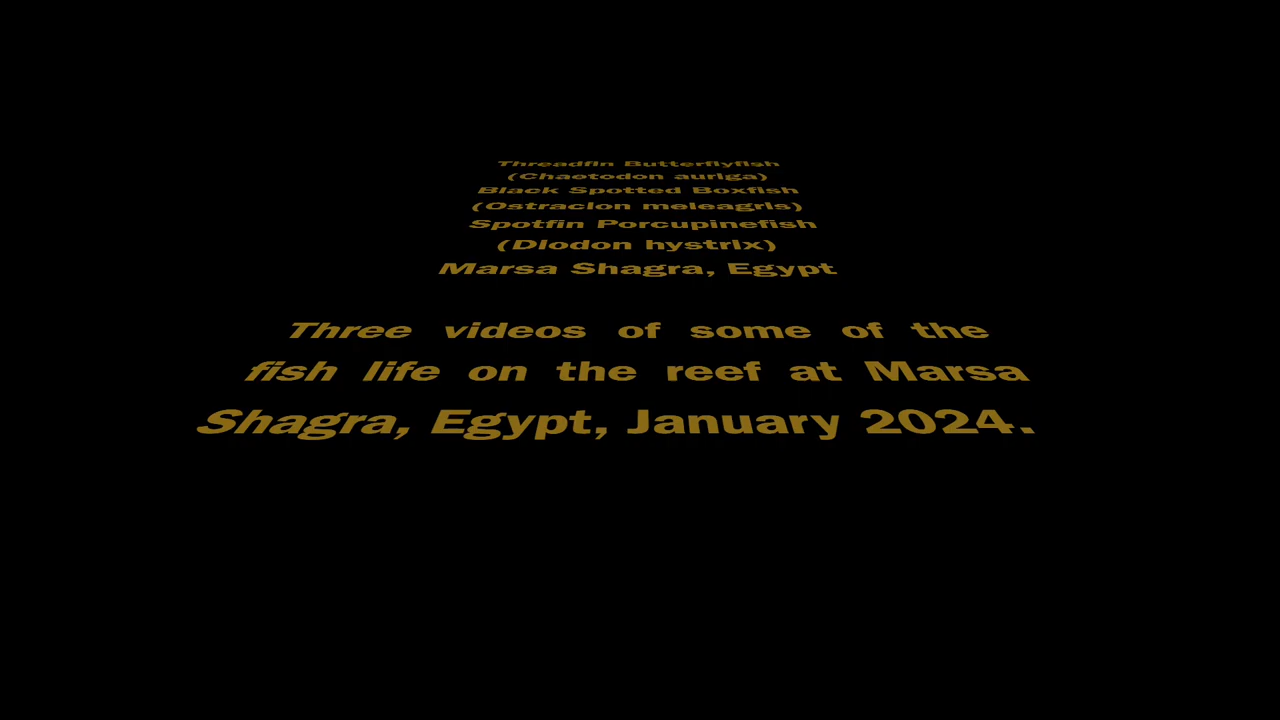 Threadfin Butterflyfish
(Chaetodon auriga)
Black Spotted Boxfish
(Ostracion meleagris)
Spotfin Porcupinefish
(Diodon hystrix)
Marsa Shagra, Egypt
Three videos of some of the
fish life on the reef at Marsa
Shagra, Egypt, January 2024.